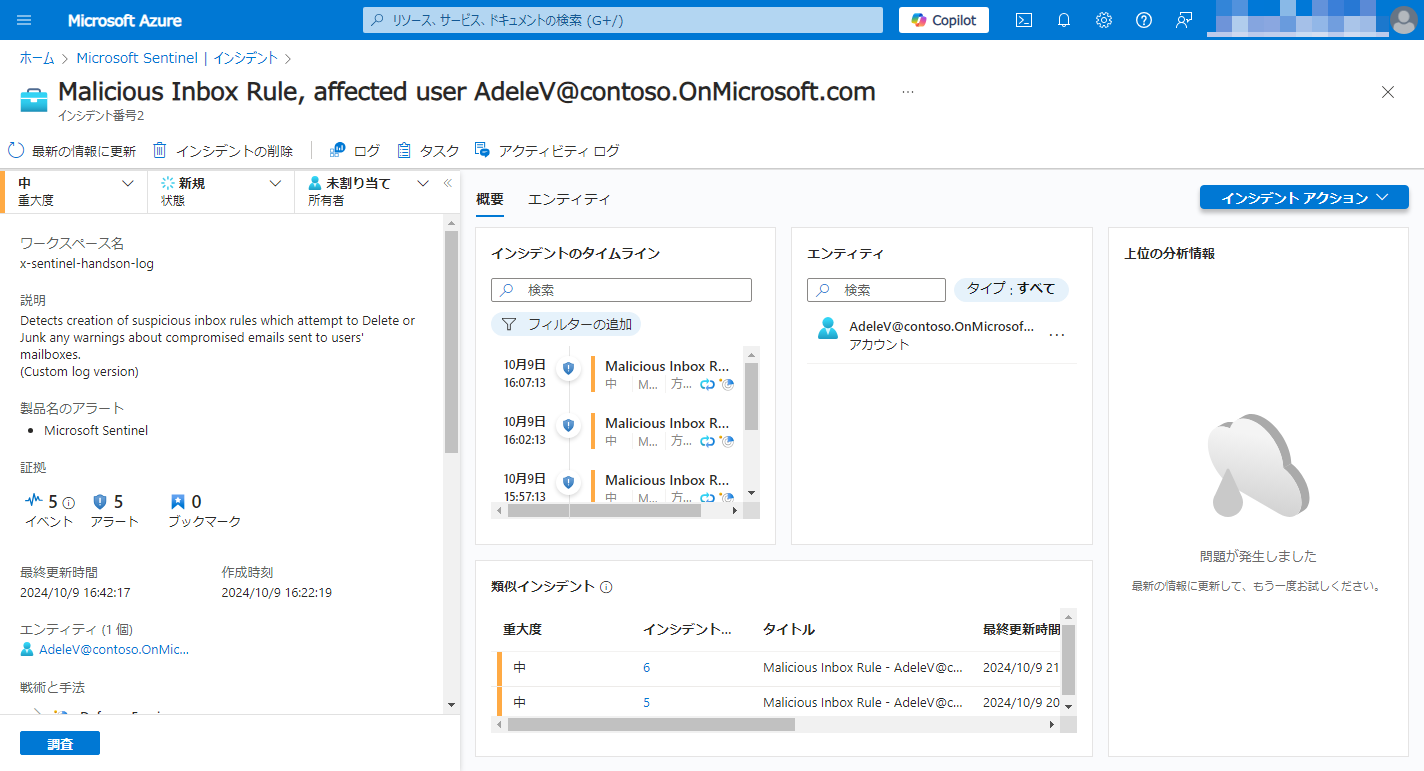 Microsoft Azure
リソース、サービス、ドキュメントの検索 (G+/)
Copilot
ホーム > Microsoft Sentinel | インシデント >
Malicious Inbox Rule, affected user AdeleV@contoso.OnMicrosoft.com ...
インシデント番号2
最新の情報に更新 インシデントの削除 ログ タスク アクティビティ ログ
中
重大度
新規
状態
未割り当て
所有者
ワークスペース名
x-sentinel-handson-log
説明
Detects creation of suspicious inbox rules which attempt to Delete or
Junk any warnings about compromised emails sent to users'
mailboxes.
(Custom log version)
製品名のアラート
• Microsoft Sentinel
証拠
5
イベント
5
アラート
0
ブックマーク
最終更新時間
2024/10/9 16:42:17
作成時刻
2024/10/9 16:22:19
エンティティ (1 個)
AdeleV@contoso.OnMic...
戦術と手法
調査
概要 エンティティ
インシデント アクション
インシデントのタイムライン
検索
フィルターの追加
10月9日
16:07:13
Malicious Inbox R...
中 M... 方...
10月9日
16:02:13
Malicious Inbox R...
中 M... 方...
10月9日
15:57:13
Malicious Inbox R...
中 M... 方...
エンティティ
検索
タイプ : すべて
AdeleV@contoso.OnMicrosof... ...
アカウント
上位の分析情報
問題が発生しました
最新の情報に更新して、もう一度お試しください。
類似インシデント
重大度 インシデント... タイトル 最終更新時間
中 6 Malicious Inbox Rule - AdeleV@c... 2024/10/9 21
中 5 Malicious Inbox Rule - AdeleV@c... 2024/10/9 20